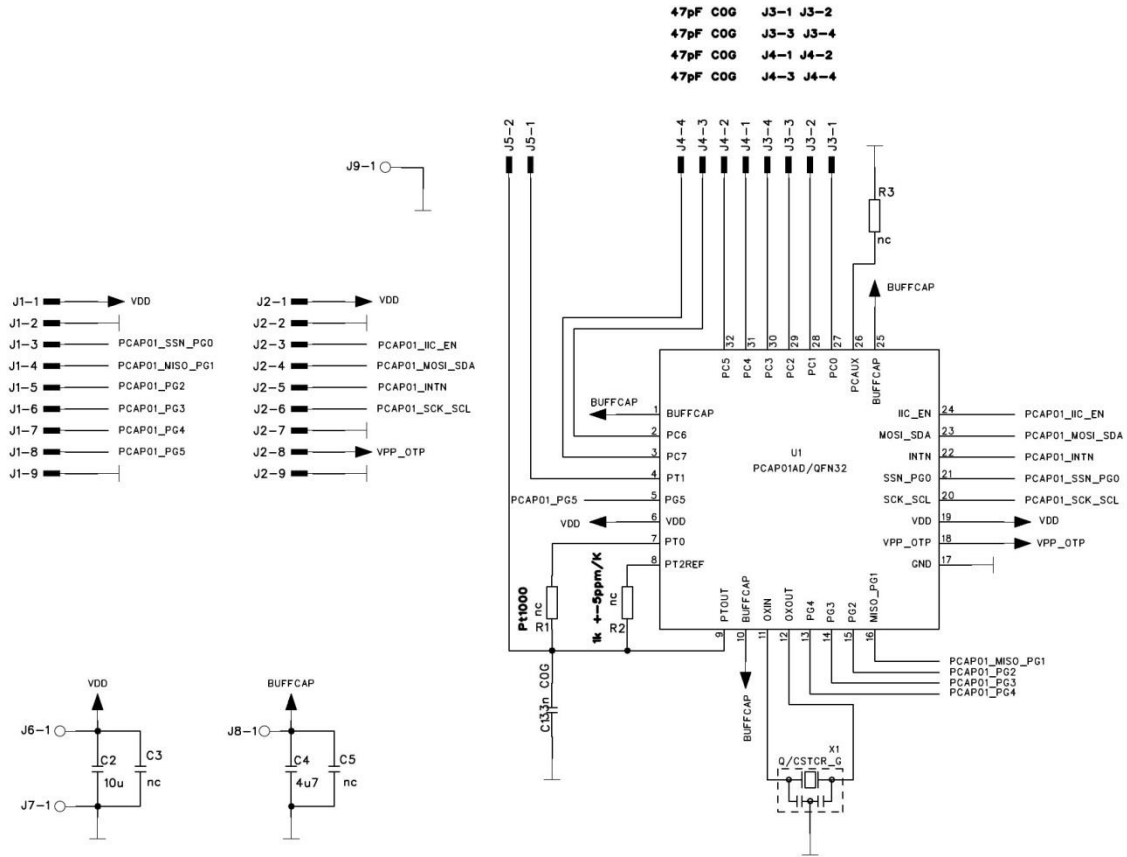 47pF COG J3-1 J3-2
47pF COG J3-3 J3-4
47pF COG J4-1 J4-2
47pF COG J4-3 J4-4
J5-2
J5-1
J4-4
J4-3
J4-2
J4-1
J3-4
J3-3
J3-2
J3-1
J9-1
R3
nc
BUFFCAP
J1-1 VDD
J1-2
J1-3 PCAP01_SSN_PG0
J1-4 PCAP01_MISO_PG1
J1-5 PCAP01_PG2
J1-6 PCAP01_PG3
J1-7 PCAP01_PG4
J1-8 PCAP01_PG5
J1-9
J2-1 VDD
J2-2
J2-3 PCAP01_IIC_EN
J2-4 PCAP01_MOSI_SDA
J2-5 PCAP01_INTN
J2-6 PCAP01_SCK_SCL
J2-7
J2-8 VPP_OTP
J2-9
32 PC5
31 PC4
30 PC3
29 PC2
28 PC1
27 PC0
26 PCAUX
25 BUFFCAP
BUFFCAP 1 BUFFCAP
2 PC6
3 PC7
4 PT1
PCAP01_PG5 5 PG5
VDD 6 VDD
7 PT0
8 PT2REF
U1
PCAP01AD/QFN32
IIC_EN 24 PCAP01_IIC_EN
MOSI_SDA 23 PCAP01_MOSI_SDA
INTN 22 PCAP01_INTN
SSN_PG0 21 PCAP01_SSN_PG0
SCK_SCL 20 PCAP01_SCK_SCL
VDD 19 VDD
VPP_OTP 18 VPP_OTP
GND 17
PTOUT 9
BUFFCAP 10
OXIN 11
OXOUT 12
PG4 13
PG3 14
PG2 15
MISO_PG1 16
Pt1000
nc
R1
1k +-5ppm/K
nc
R2
PCAP01_MISO_PG1
PCAP01_PG2
PCAP01_PG3
PCAP01_PG4
BUFFCAP
X1
Q/CSTCR_G
VDD
J6-1
C2
10u
C3
nc
J7-1
BUFFCAP
J8-1
C4
4u7
C5
nc